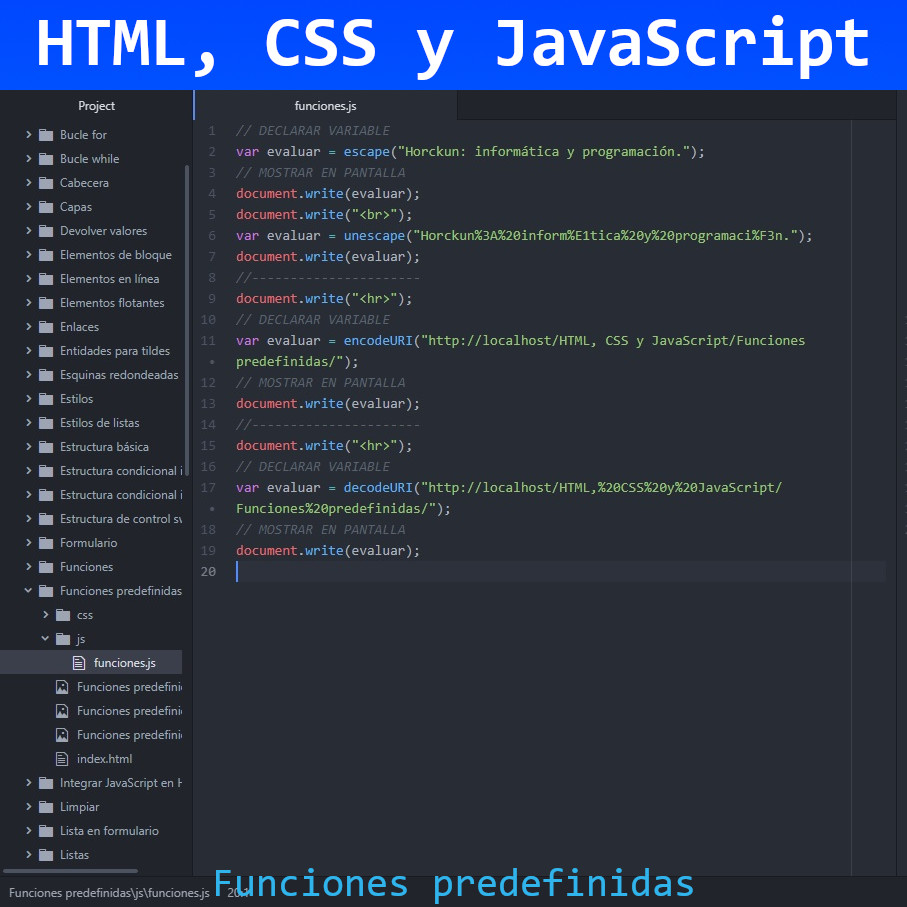 HTML, CSS y JavaScript
Project
Bucle for
Bucle while
Cabecera
Capas
Devolver valores
Elementos de bloque
Elementos en línea
Elementos flotantes
Enlaces
Entidades para tildes
Esquinas redondeadas
Estilos
Estilos de listas
Estructura básica
Estructura condicional i
Estructura condicional i
Estructura de control sw
Formulario
Funciones
Funciones predefinidas
css
js
funciones.js
Funciones predefini
Funciones predefini
Funciones predefini
index.html
Integrar JavaScript en H
Limpiar
Lista en formulario
Listas
funciones.js
1 // DECLARAR VARIABLE
2 var evaluar = escape("Horckun: informática y programación.");
3 // MOSTRAR EN PANTALLA
4 document.write(evaluar);
5 document.write("<br>");
6 var evaluar = unescape("Horckun%3A%20inform%E1tica%20y%20programaci%F3n.");
7 document.write(evaluar);
8 //----------------------
9 document.write("<hr>");
10 // DECLARAR VARIABLE
11 var evaluar = encodeURI("http://localhost/HTML, CSS y JavaScript/Funciones
• predefinidas/");
12 // MOSTRAR EN PANTALLA
13 document.write(evaluar);
14 //----------------------
15 document.write("<hr>");
16 // DECLARAR VARIABLE
17 var evaluar = decodeURI("http://localhost/HTML,%20CSS%20y%20JavaScript/
• Funciones%20predefinidas/");
18 // MOSTRAR EN PANTALLA
19 document.write(evaluar);
20
Funciones predefinidas\js\funciones.js 20:1
Funciones predefinidas